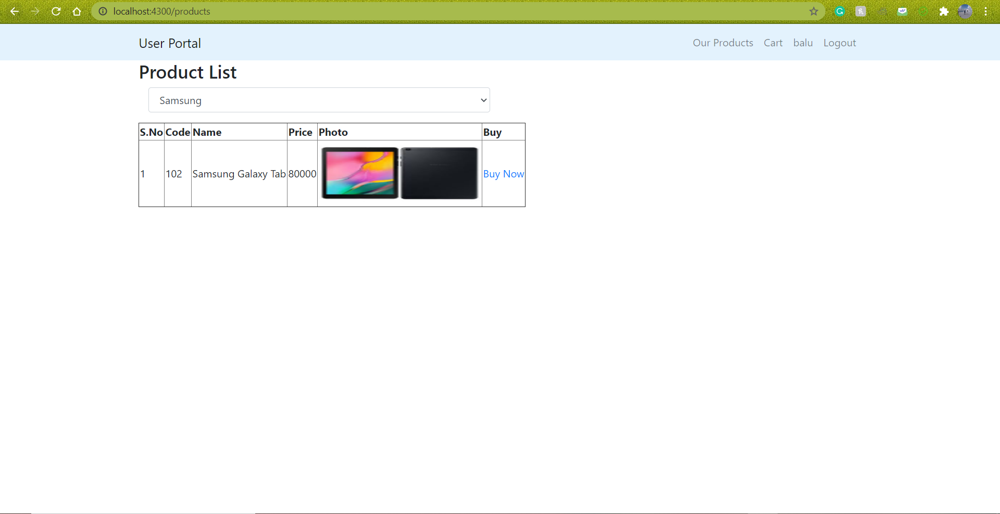 localhost:4300/products
User Portal Our Products Cart balu Logout
Product List
Samsung
S.No Code Name Price Photo Buy
1 102 Samsung Galaxy Tab 80000 Buy Now